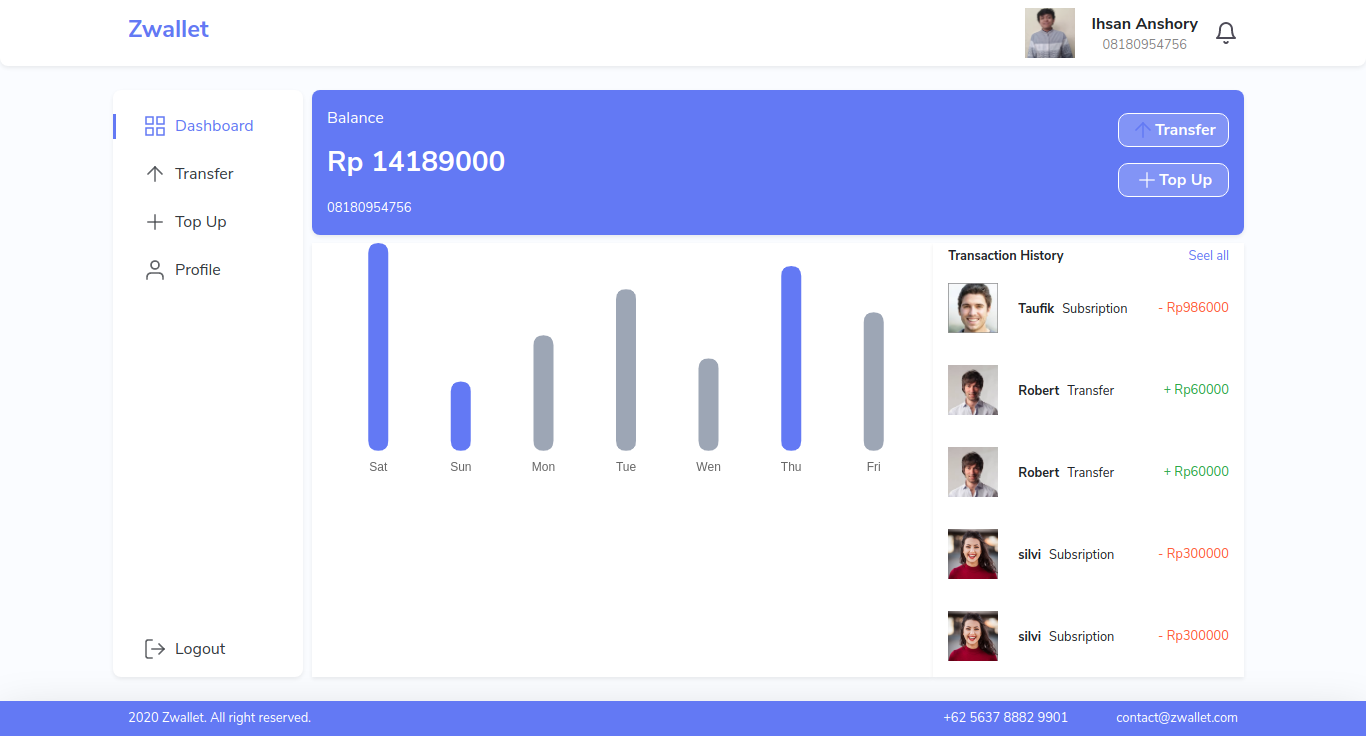 Zwallet
Ihsan Anshory
08180954756
Dashboard
Transfer
Top Up
Profile
Logout
Balance
Rp 14189000
08180954756
Transfer
Top Up
Sat Sun Mon Tue Wen Thu Fri
Transaction History Seel all
Taufik Subsription - Rp986000
Robert Transfer + Rp60000
Robert Transfer + Rp60000
silvi Subsription - Rp300000
silvi Subsription - Rp300000
2020 Zwallet. All right reserved. +62 5637 8882 9901 contact@zwallet.com